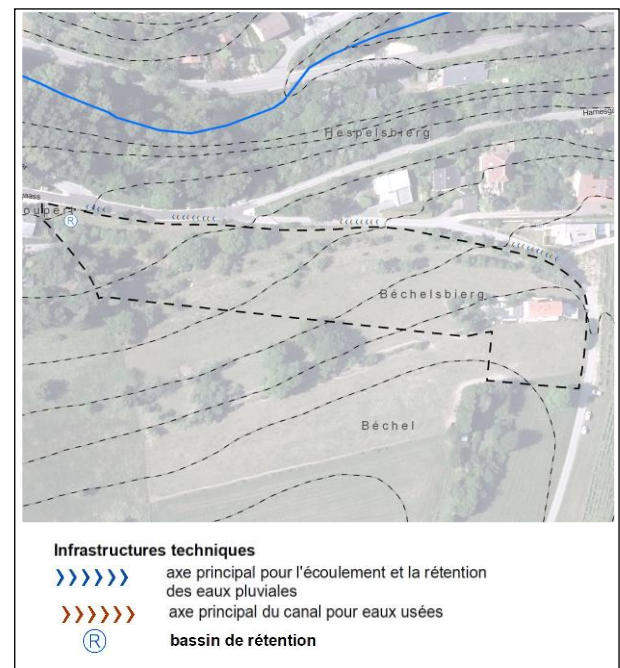 Hespelsbierg
Béchelsbierg
Béchel
Infrastructures techniques
axe principal pour l'écoulement et la rétention
des eaux pluviales
axe principal du canal pour eaux usées
R
bassin de rétention